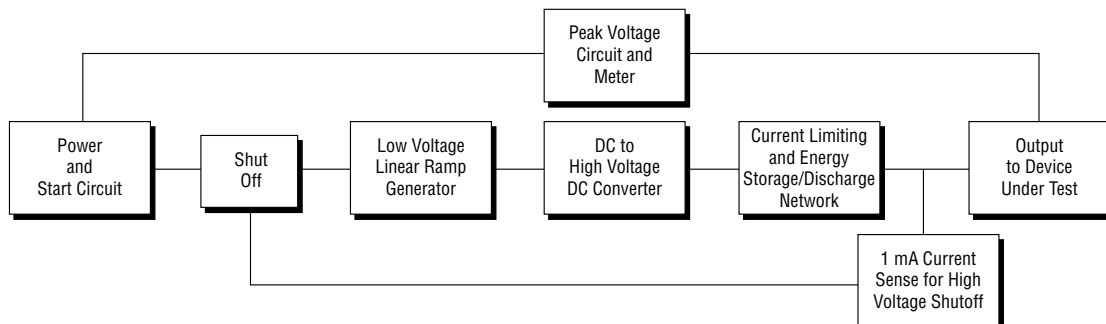 Peak Voltage
Circuit and
Meter
Power
and
Start Circuit
Shut
Off
Low Voltage
Linear Ramp
Generator
DC to
High Voltage
DC Converter
Current Limiting
and Energy
Storage/Discharge
Network
Output
to Device
Under Test
1 mA Current
Sense for High
Voltage Shutoff